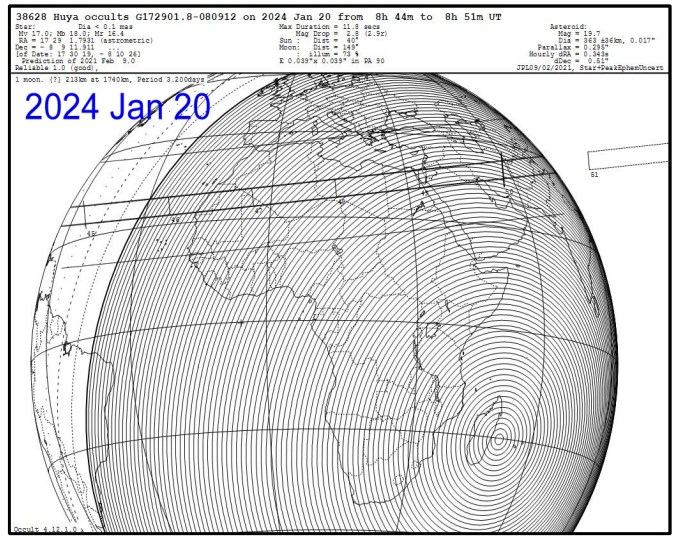 38628 Huya occults G172901.8-080912 on 2024 Jan 20 from 8h 44m to 8h 51m UT
Star: Dia < 0.1 mas
Mv 17.0; Mb 18.0; Mr 16.4
RA = 17 29 1.7931 (astrometric)
Dec = - 8 9 11.911 ...
[of Date: 17 30 19, - 8 10 26]
Prediction of 2021 Feb 9.0
Reliable 1.0 (good),
Max Duration = 11.8 secs
Mag Drop = 2.8 (2.9r)
Sun : Dist = 40°
Moon: Dist = 149°
: illum = 73 %
E 0.039"x 0.039" in PA 90
Asteroid:
Mag = 19.7
Dia = 363 ±36km, 0.017"
Parallax = 0.295"
Hourly dRA = 0.343s
dDec = 0.51"
JPL09/02/2021, Star+PeakEphemUncert
1 moon. (?) 213km at 1740km, Period 3.200days
2024 Jan 20
51
48
47
46
45
Occult 4.12.1.0